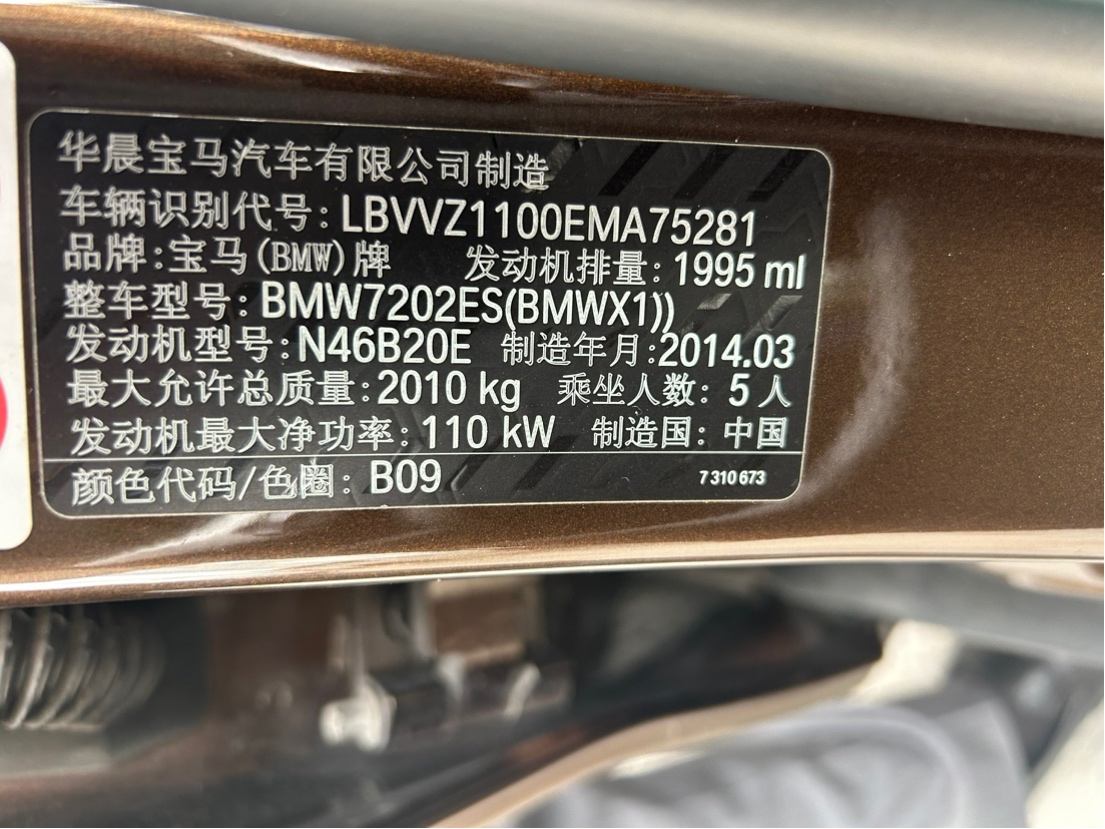 华晨宝马汽车有限公司制造
车辆识别代号：LBVVZ1100EMA75281
品牌：宝马(BMW)牌 发动机排量：1995 ml
整车型号：BMW7202ES(BMWX1))
发动机型号：N46B20E 制造年月：2014.03
最大允许总质量：2010 kg 乘坐人数：5人
发动机最大净功率：110 kW 制造国：中国
颜色代码/色圈：B09 7 310 673